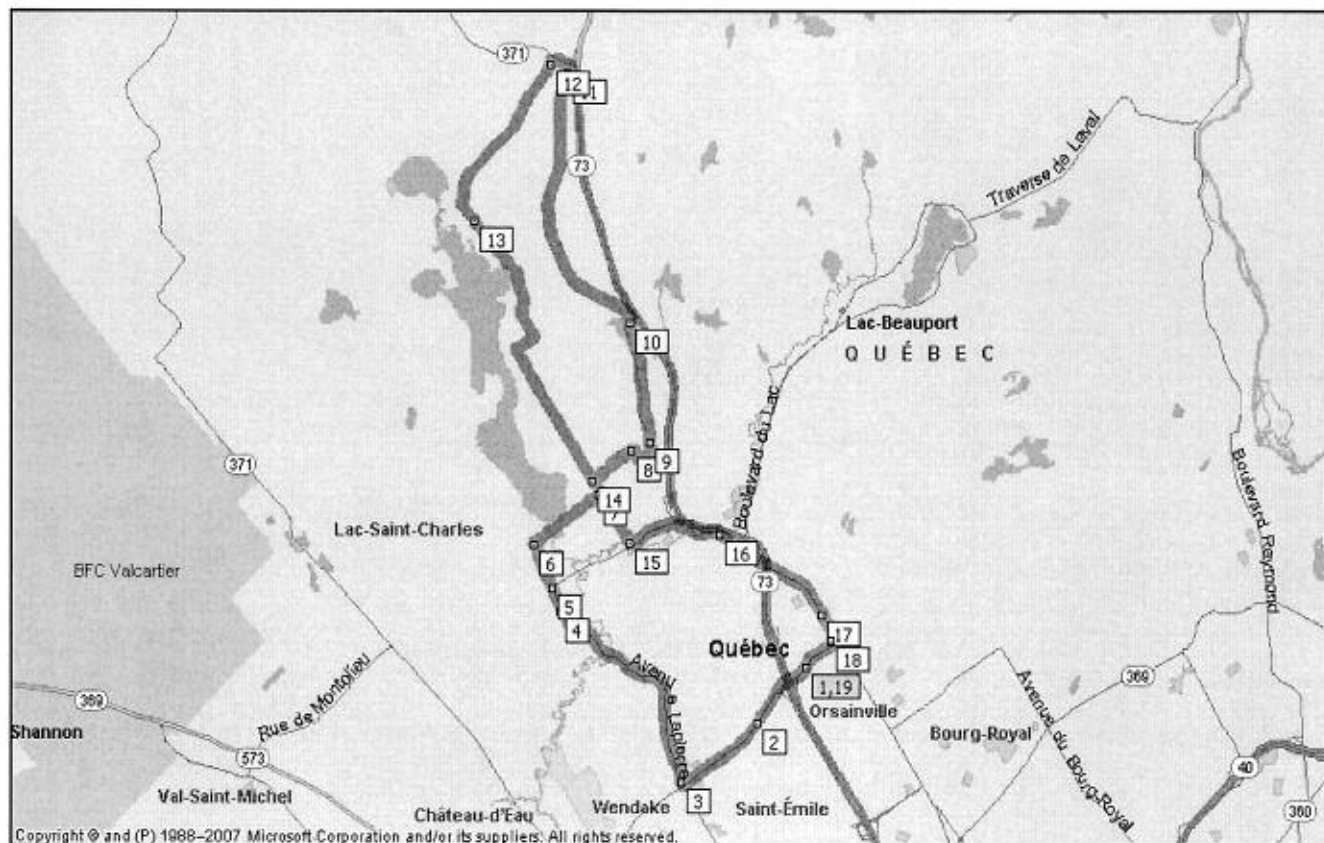 371
12
11
73
Traverse de Laval
13
Lac-Beauport
QUÉBEC
10
Boulevard du Lac
371
9
8
14
7
Lac-Saint-Charles
Boulevard Raymond
6
15
16
BFC Valcartier
73
5
4
17
Québec
18
Avenue Lapierre
1,19
369
Rue de Montolieu
369
Orsainville
Shannon
2
Bourg-Royal
Avenue du Bourg-Royal
573
40
Val-Saint-Michel
3
Wendake
Saint-Émile
Château-d'Eau
360
Copyright © and (P) 1988–2007 Microsoft Corporation and/or its suppliers. All rights reserved.